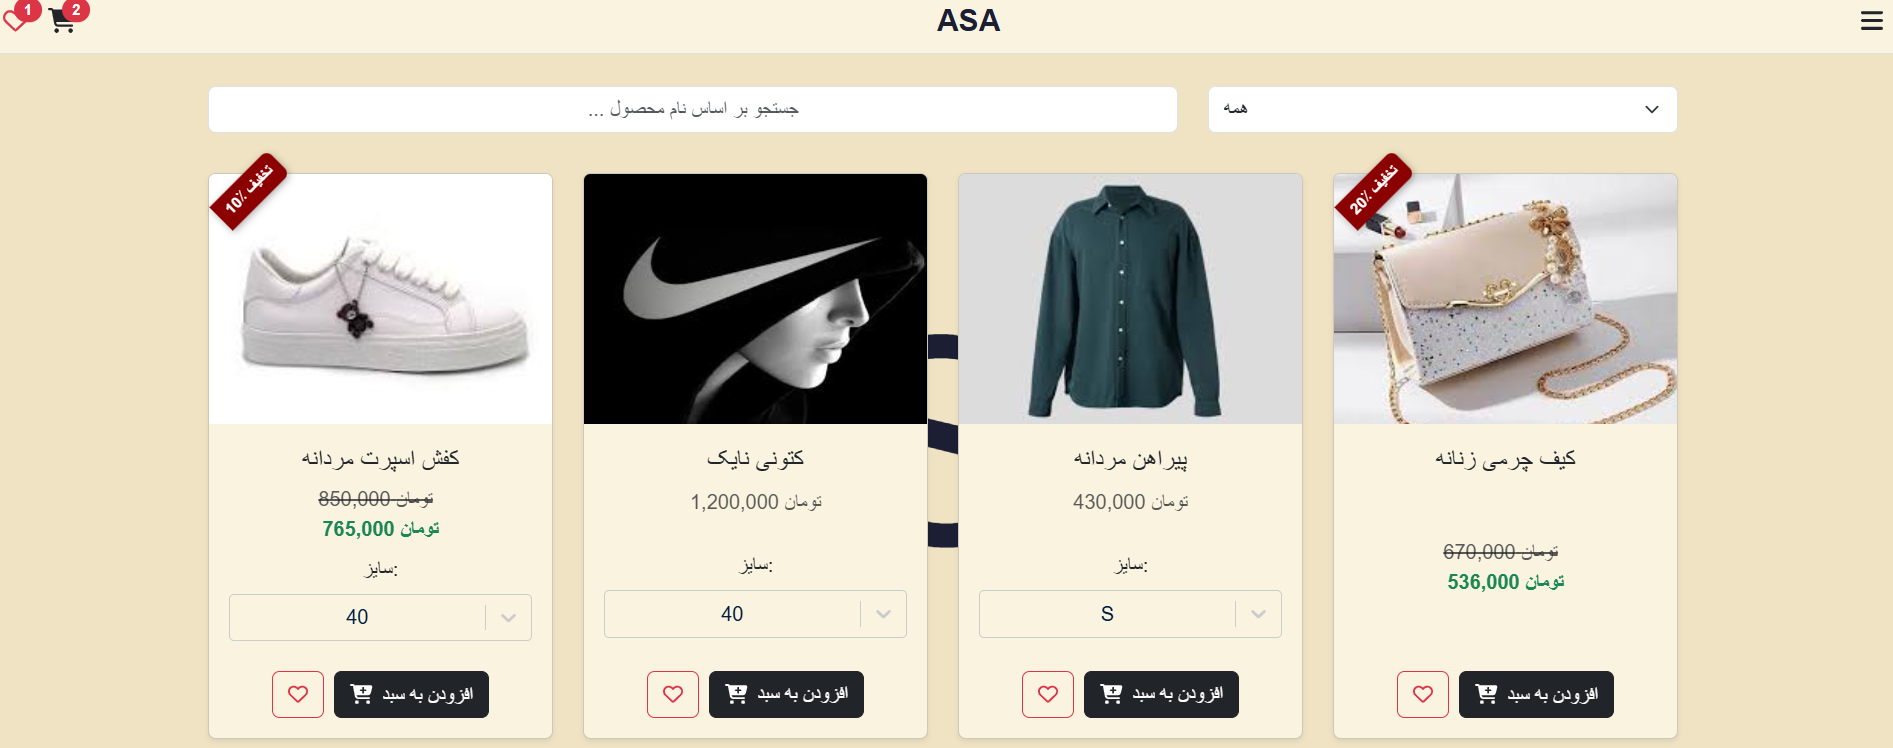 1
2
ASA
جستجو بر اساس نام محصول ...
همه
تخفیف 10٪
کفش اسپرت مردانه
850,000 تومان
765,000 تومان
سایز:
40
افزودن به سبد
کتونی نایک
1,200,000 تومان
سایز:
40
افزودن به سبد
پیراهن مردانه
430,000 تومان
سایز:
S
افزودن به سبد
تخفیف 20٪
کیف چرمی زنانه
670,000 تومان
536,000 تومان
افزودن به سبد